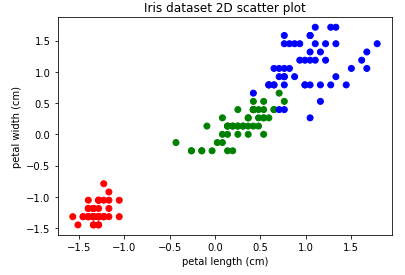 Iris dataset 2D scatter plot
petal width (cm)
1.5
1.0
0.5
0.0
−0.5
−1.0
−1.5
−1.5 −1.0 −0.5 0.0 0.5 1.0 1.5
petal length (cm)